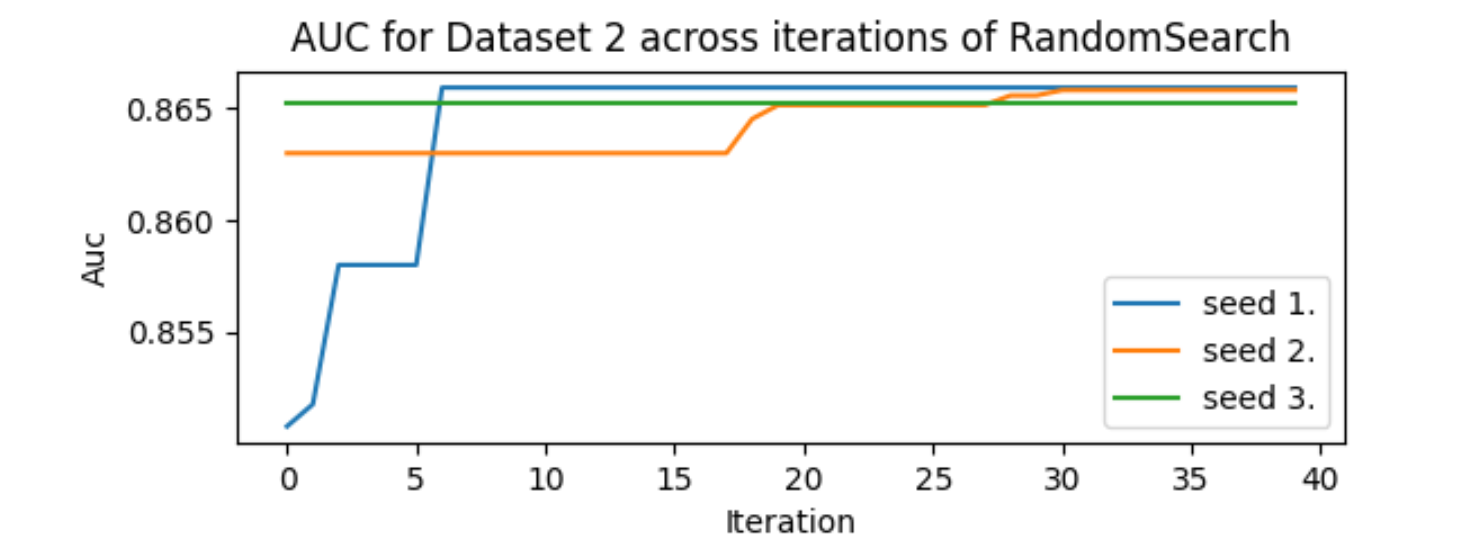 AUC for Dataset 2 across iterations of RandomSearch
0.865
0.860
0.855
Auc
seed 1.
seed 2.
seed 3.
0 5 10 15 20 25 30 35 40
Iteration